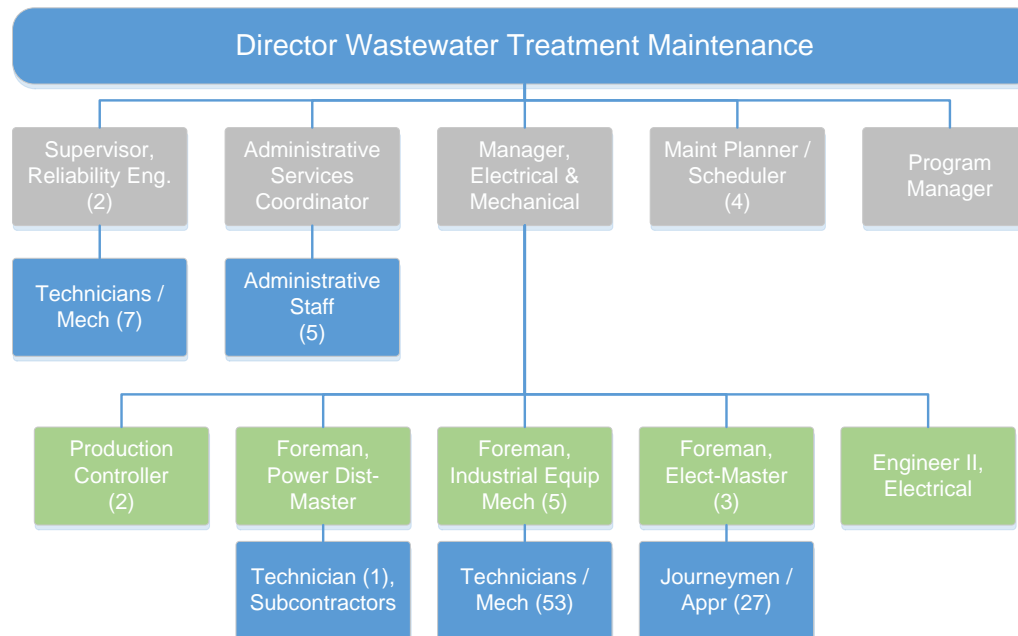 Director Wastewater Treatment Maintenance
Supervisor,
Reliability Eng.
(2)
Administrative
Services
Coordinator
Manager,
Electrical &
Mechanical
Maint Planner /
Scheduler
(4)
Program
Manager
Technicians /
Mech (7)
Administrative
Staff
(5)
Production
Controller
(2)
Foreman,
Power Dist-
Master
Foreman,
Industrial Equip
Mech (5)
Foreman,
Elect-Master
(3)
Engineer II,
Electrical
Technician (1),
Subcontractors
Technicians /
Mech (53)
Journeymen /
Appr (27)